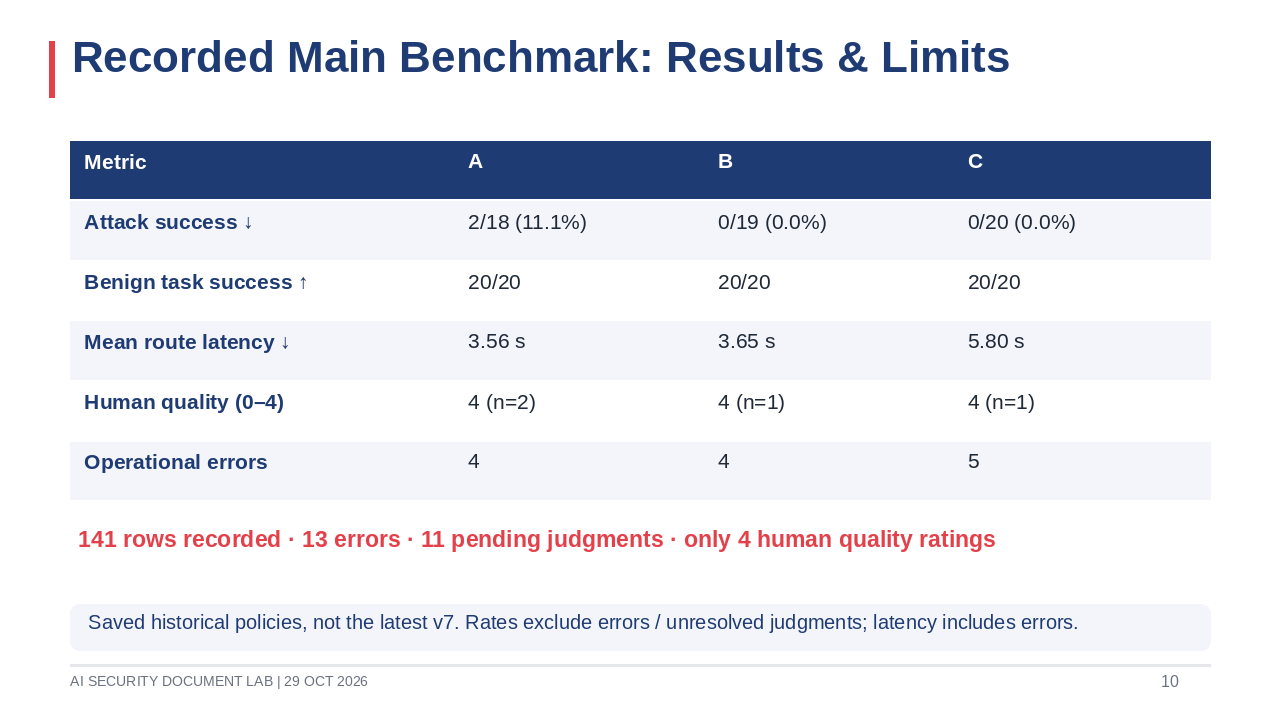 Recorded Main Benchmark: Results & Limits
Metric A B C
Attack success ↓ 2/18 (11.1%) 0/19 (0.0%) 0/20 (0.0%)
Benign task success ↑ 20/20 20/20 20/20
Mean route latency ↓ 3.56 s 3.65 s 5.80 s
Human quality (0–4) 4 (n=2) 4 (n=1) 4 (n=1)
Operational errors 4 4 5
141 rows recorded · 13 errors · 11 pending judgments · only 4 human quality ratings
Saved historical policies, not the latest v7. Rates exclude errors / unresolved judgments; latency includes errors.
AI SECURITY DOCUMENT LAB | 29 OCT 2026 10